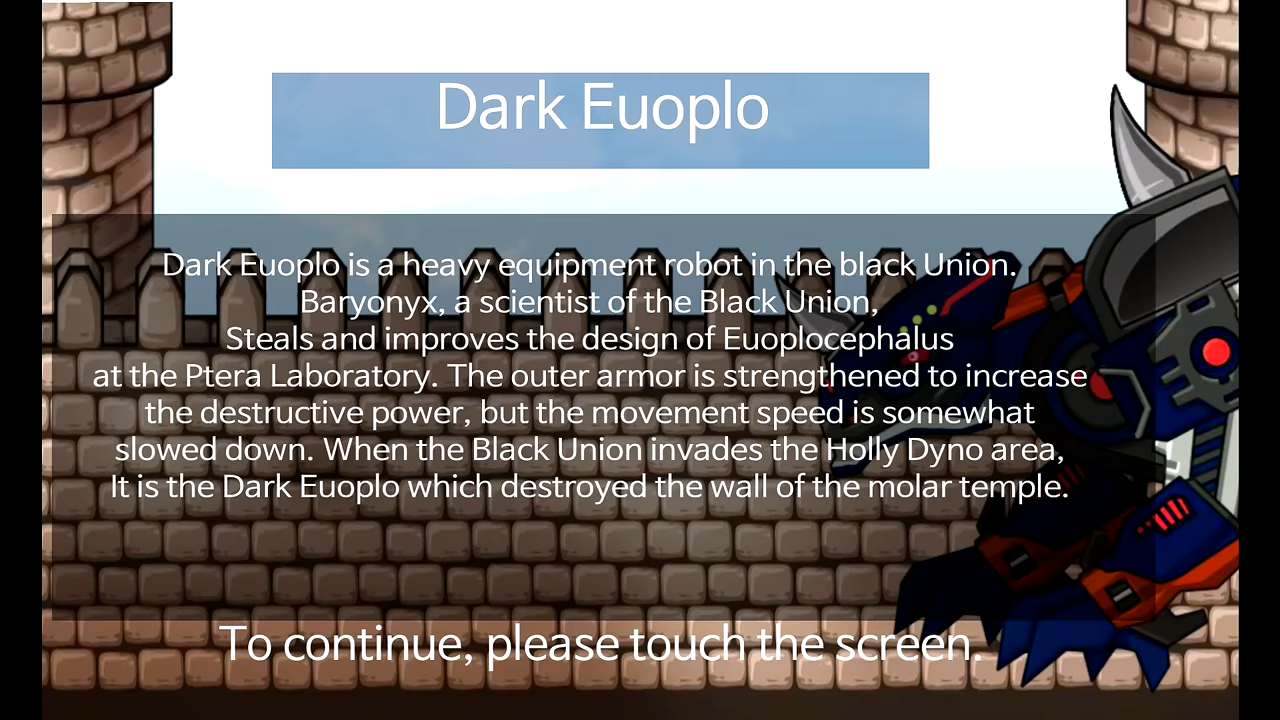 Dark Euoplo
Dark Euoplo is a heavy equipment robot in the black Union.
Baryonyx, a scientist of the Black Union,
Steals and improves the design of Euoplocephalus
at the Ptera Laboratory. The outer armor is strengthened to increase
the destructive power, but the movement speed is somewhat
slowed down. When the Black Union invades the Holly Dyno area,
It is the Dark Euoplo which destroyed the wall of the molar temple.
To continue, please touch the screen.